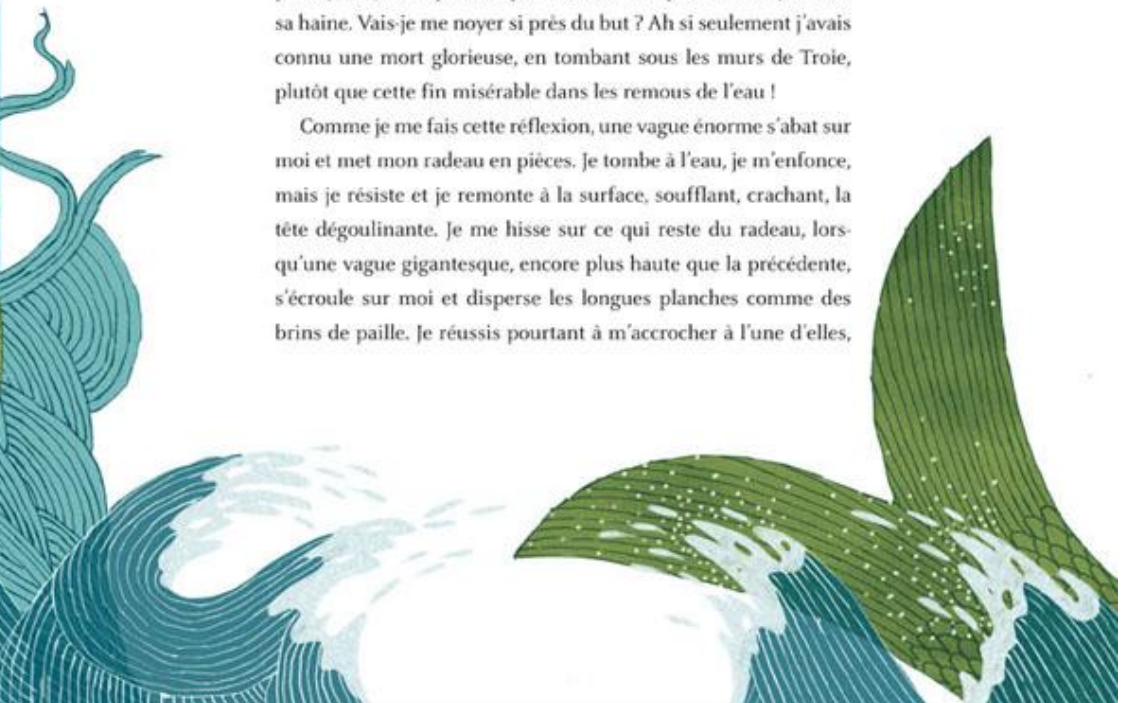 sa haine. Vais-je me noyer si près du but ? Ah si seulement j'avais
connu une mort glorieuse, en tombant sous les murs de Troie,
plutôt que cette fin misérable dans les remous de l'eau !
Comme je me fais cette réflexion, une vague énorme s'abat sur
moi et met mon radeau en pièces. Je tombe à l'eau, je m'enfonce,
mais je résiste et je remonte à la surface, soufflant, crachant, la
tête dégoulinante. Je me hisse sur ce qui reste du radeau, lors-
qu'une vague gigantesque, encore plus haute que la précédente,
s'écroule sur moi et disperse les longues planches comme des
brins de paille. Je réussis pourtant à m'accrocher à l'une d'elles,